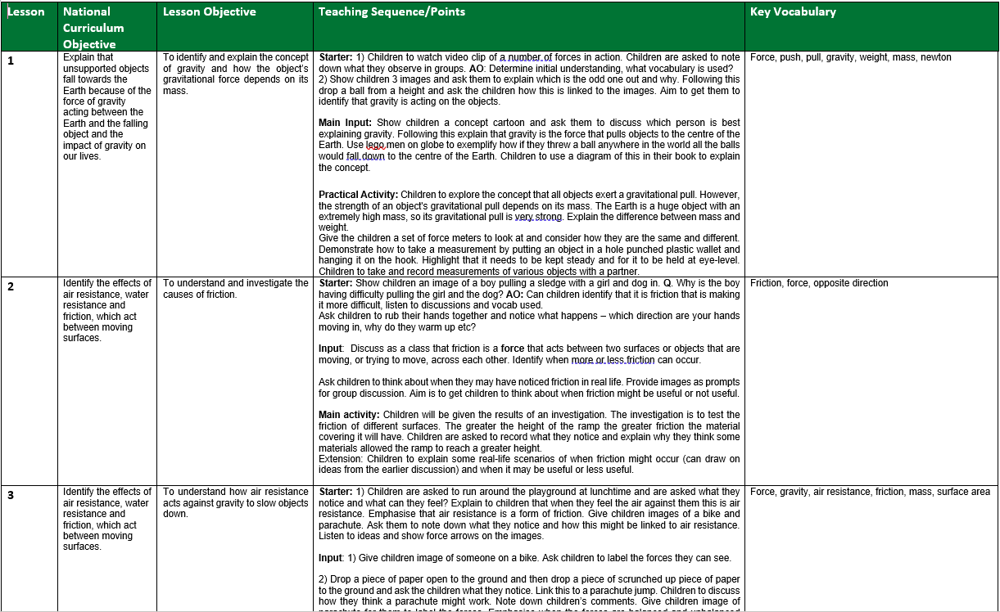 Lesson
National
Curriculum
Objective
Lesson Objective
Teaching Sequence/Points
Key Vocabulary
1
Explain that
unsupported objects
fall towards the
Earth because of the
force of gravity
acting between the
Earth and the falling
object and the
impact of gravity on
our lives.
To identify and explain the concept
of gravity and how the object's
gravitational force depends on its
mass.
Starter: 1) Children to watch video clip of a number of forces in action. Children are asked to note
down what they observe in groups. AO: Determine initial understanding, what vocabulary is used?
2) Show children 3 images and ask them to explain which is the odd one out and why. Following this
drop a ball from a height and ask the children how this is linked to the images. Aim to get them to
identify that gravity is acting on the objects.
Main Input: Show children a concept cartoon and ask them to discuss which person is best
explaining gravity. Following this explain that gravity is the force that pulls objects to the centre of the
Earth. Use lego men on globe to exemplify how if they threw a ball anywhere in the world all the balls
would fall down to the centre of the Earth. Children to use a diagram of this in their book to explain
the concept.
Practical Activity: Children to explore the concept that all objects exert a gravitational pull. However,
the strength of an object's gravitational pull depends on its mass. The Earth is a huge object with an
extremely high mass, so its gravitational pull is very strong. Explain the difference between mass and
weight.
Give the children a set of force meters to look at and consider how they are the same and different.
Demonstrate how to take a measurement by putting an object in a hole punched plastic wallet and
hanging it on the hook. Highlight that it needs to be kept steady and for it to be held at eye-level.
Children to take and record measurements of various objects with a partner.
Force, push, pull, gravity, weight, mass, newton
2
Identify the effects of
air resistance, water
resistance and
friction, which act
between moving
surfaces.
To understand and investigate the
causes of friction.
Starter: Show children an image of a boy pulling a sledge with a girl and dog in. Q. Why is the boy
having difficulty pulling the girl and the dog? AO: Can children identify that it is friction that is making
it more difficult, listen to discussions and vocab used.
Ask children to rub their hands together and notice what happens – which direction are your hands
moving in, why do they warm up etc?
Input: Discuss as a class that friction is a force that acts between two surfaces or objects that are
moving, or trying to move, across each other. Identify when more or less friction can occur.
Ask children to think about when they may have noticed friction in real life. Provide images as prompts
for group discussion. Aim is to get children to think about when friction might be useful or not useful.
Main activity: Children will be given the results of an investigation. The investigation is to test the
friction of different surfaces. The greater the height of the ramp the greater friction the material
covering it will have. Children are asked to record what they notice and explain why they think some
materials allowed the ramp to reach a greater height.
Extension: Children to explain some real-life scenarios of when friction might occur (can draw on
ideas from the earlier discussion) and when it may be useful or less useful.
Friction, force, opposite direction
3
Identify the effects of
air resistance, water
resistance and
friction, which act
between moving
surfaces.
To understand how air resistance
acts against gravity to slow objects
down.
Starter: 1) Children are asked to run around the playground at lunchtime and are asked what they
notice and what can they feel? Explain to children that when they feel the air against them this is air
resistance. Emphasise that air resistance is a form of friction. Give children images of a bike and
parachute. Ask them to note down what they notice and how this might be linked to air resistance.
Listen to ideas and show force arrows on the images.
Input: 1) Give children image of someone on a bike. Ask children to label the forces they can see.
2) Drop a piece of paper open to the ground and then drop a piece of scrunched up piece of paper
to the ground and ask the children what they notice. Link this to a parachute jump. Children to discuss
how they think a parachute might work. Note down children's comments. Give children image of
parachute for them to label the forces. Emphasise when the forces are balanced and unbalanced
Force, gravity, air resistance, friction, mass, surface area